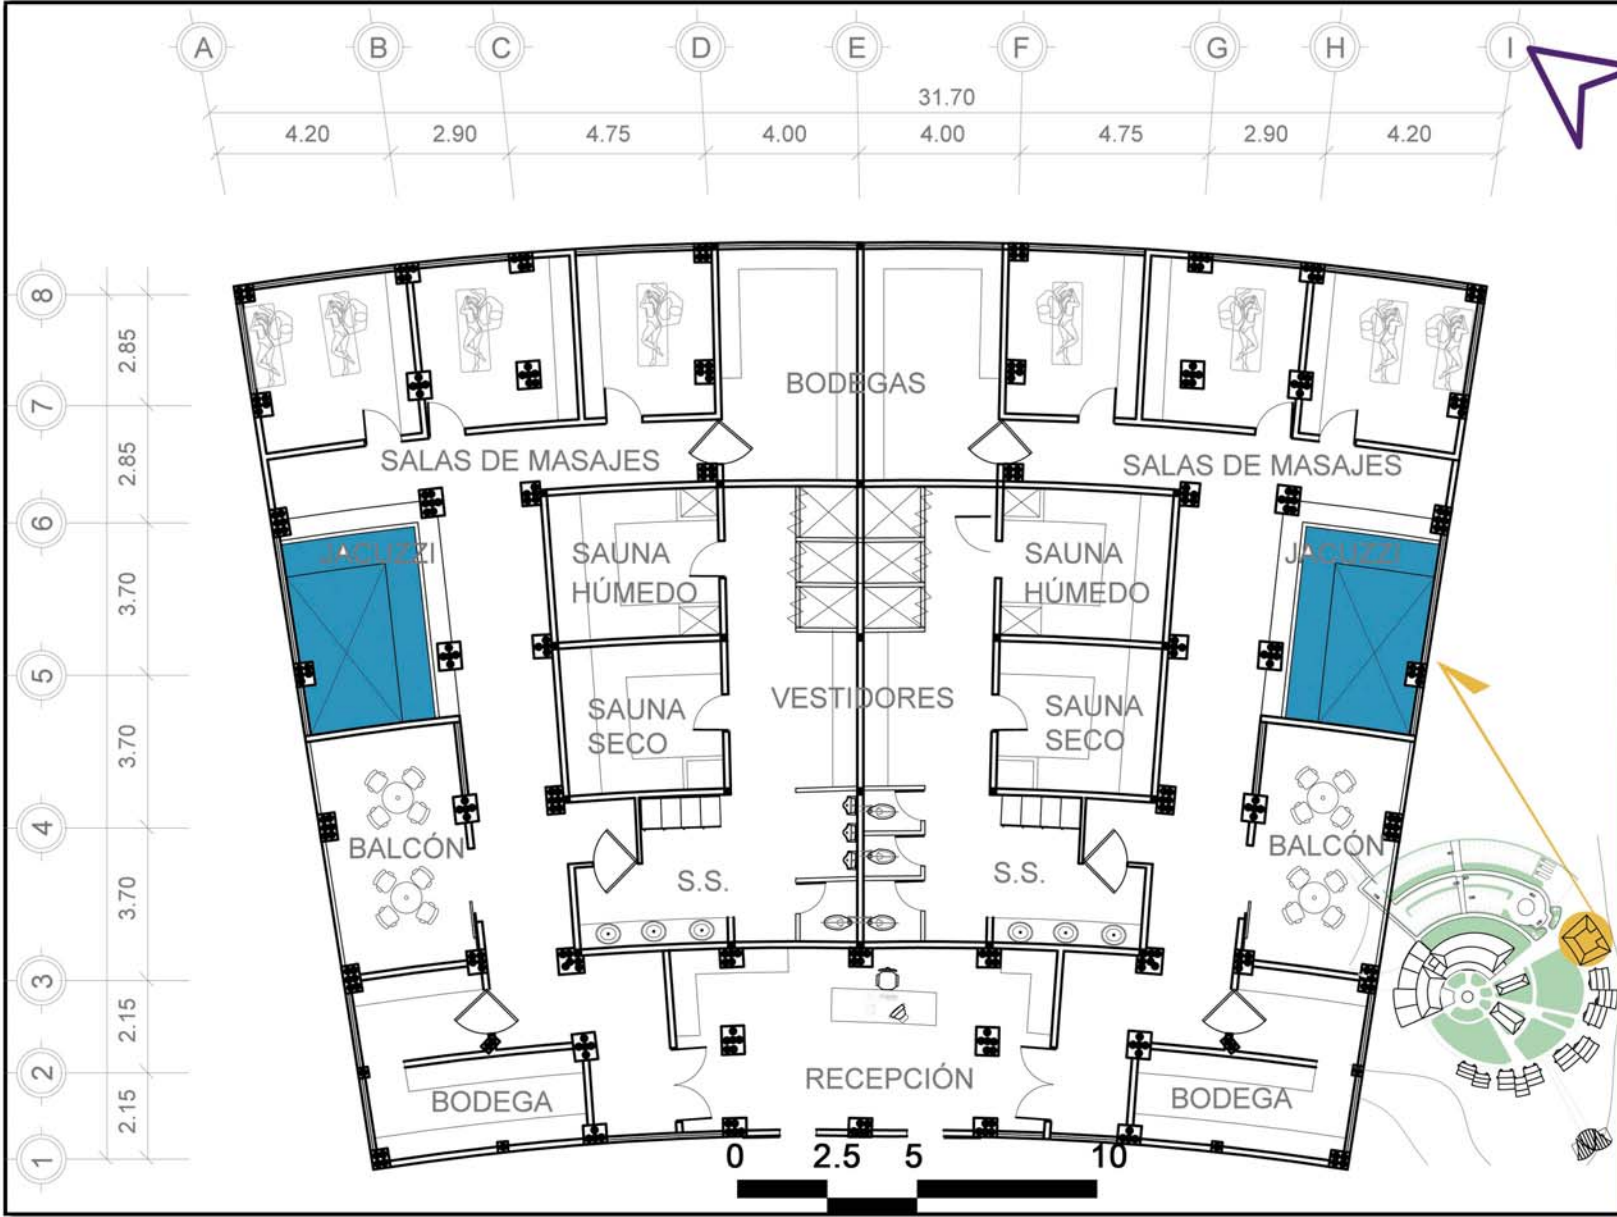 A B C D E F G H I
31.70
4.20 2.90 4.75 4.00 4.00 4.75 2.90 4.20
8
2.85
7
2.85
6
3.70
5
3.70
4
3.70
3
2.15
2
2.15
1
BODEGAS
SALAS DE MASAJES
SALAS DE MASAJES
JACUZZI
SAUNA
HÚMEDO
SAUNA
HÚMEDO
JACUZZI
VESTIDORES
SAUNA
SECO
SAUNA
SECO
BALCÓN
S.S.
S.S.
BALCÓN
BODEGA
RECEPCIÓN
BODEGA
0 2.5 5 10